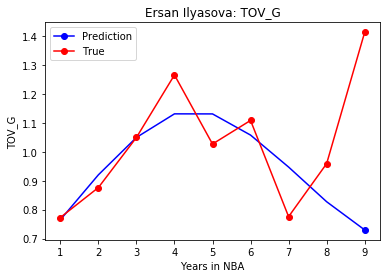 Ersan Ilyasova: TOV_G
Prediction
True
TOV_G
1.4
1.3
1.2
1.1
1.0
0.9
0.8
0.7
1 2 3 4 5 6 7 8 9
Years in NBA